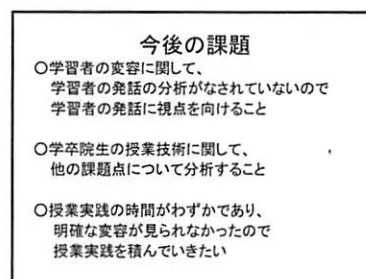 今後の課題
○学習者の変容に関して、
学習者の発話の分析がなされていないので
学習者の発話に視点を向けること
○学卒院生の授業技術に関して、
他の課題点について分析すること
○授業実践の時間がわずかであり、
明確な変容が見られなかったので
授業実践を積んでいきたい